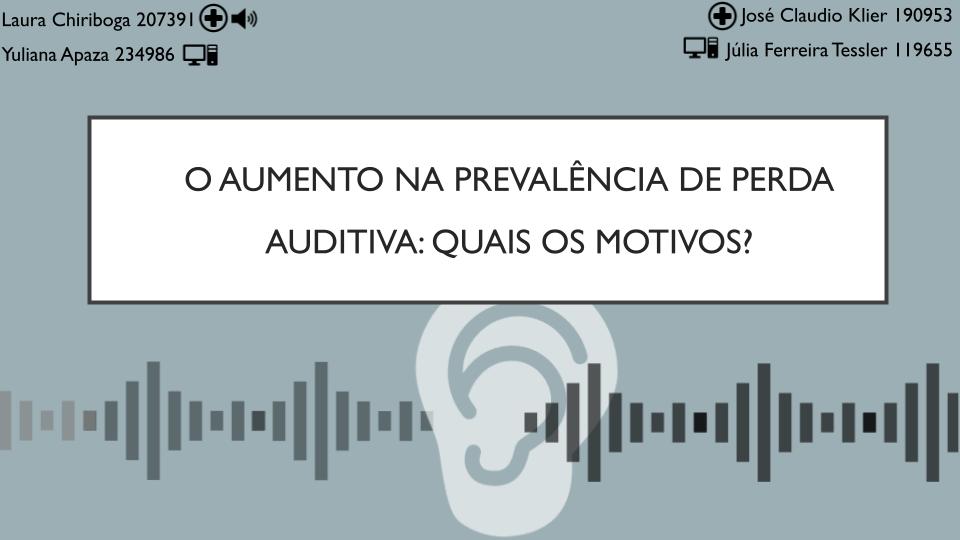 Laura Chiriboga 207391
José Claudio Klier 190953
Yuliana Apaza 234986
Júlia Ferreira Tessler 119655
O AUMENTO NA PREVALÊNCIA DE PERDA
AUDITIVA: QUAIS OS MOTIVOS?